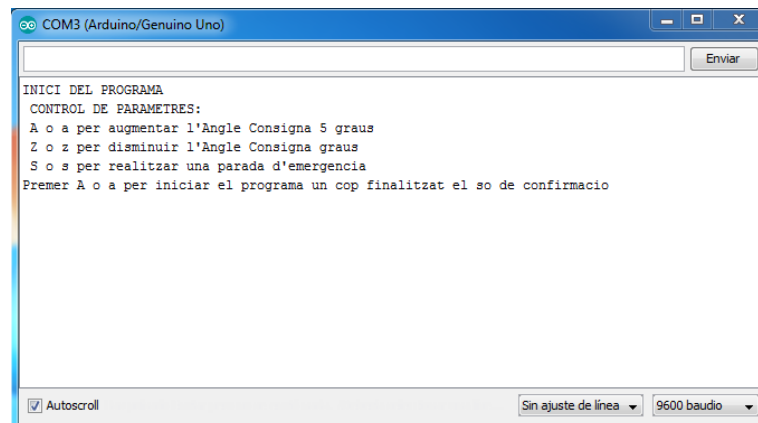 COM3 (Arduino/Genuino Uno)
Enviar
INICI DEL PROGRAMA
CONTROL DE PARAMETRES:
A o a per augmentar l'Angle Consigna 5 graus
Z o z per disminuir l'Angle Consigna graus
S o s per realitzar una parada d'emergencia
Premer A o a per iniciar el programa un cop finalitzat el so de confirmacio
Autoscroll
Sin ajuste de línea
9600 baudio